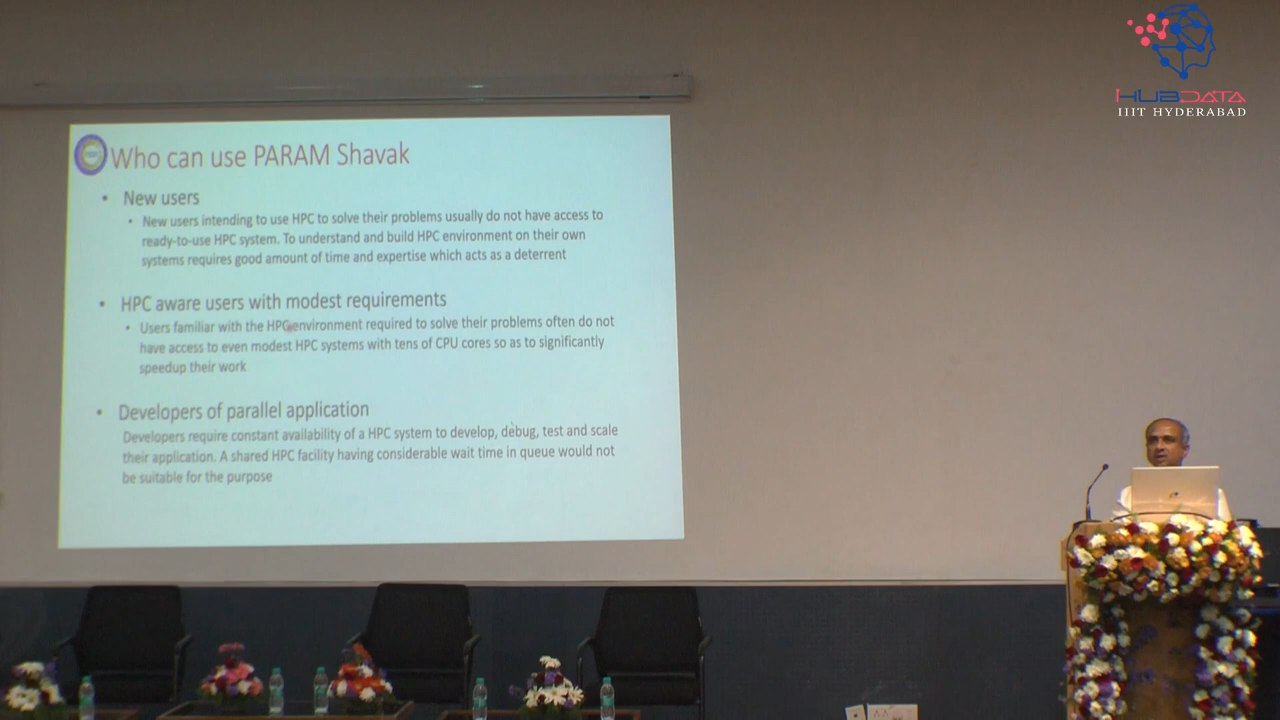 iHUBDATA
IIIT HYDERABAD
Who can use PARAM Shavak
• New users
• New users intending to use HPC to solve their problems usually do not have access to
ready-to-use HPC system. To understand and build HPC environment on their own
systems requires good amount of time and expertise which acts as a deterrent
• HPC aware users with modest requirements
• Users familiar with the HPC environment required to solve their problems often do not
have access to even modest HPC systems with tens of CPU cores so as to significantly
speedup their work
• Developers of parallel application
Developers require constant availability of a HPC system to develop, debug, test and scale
their application. A shared HPC facility having considerable wait time in queue would not
be suitable for the purpose